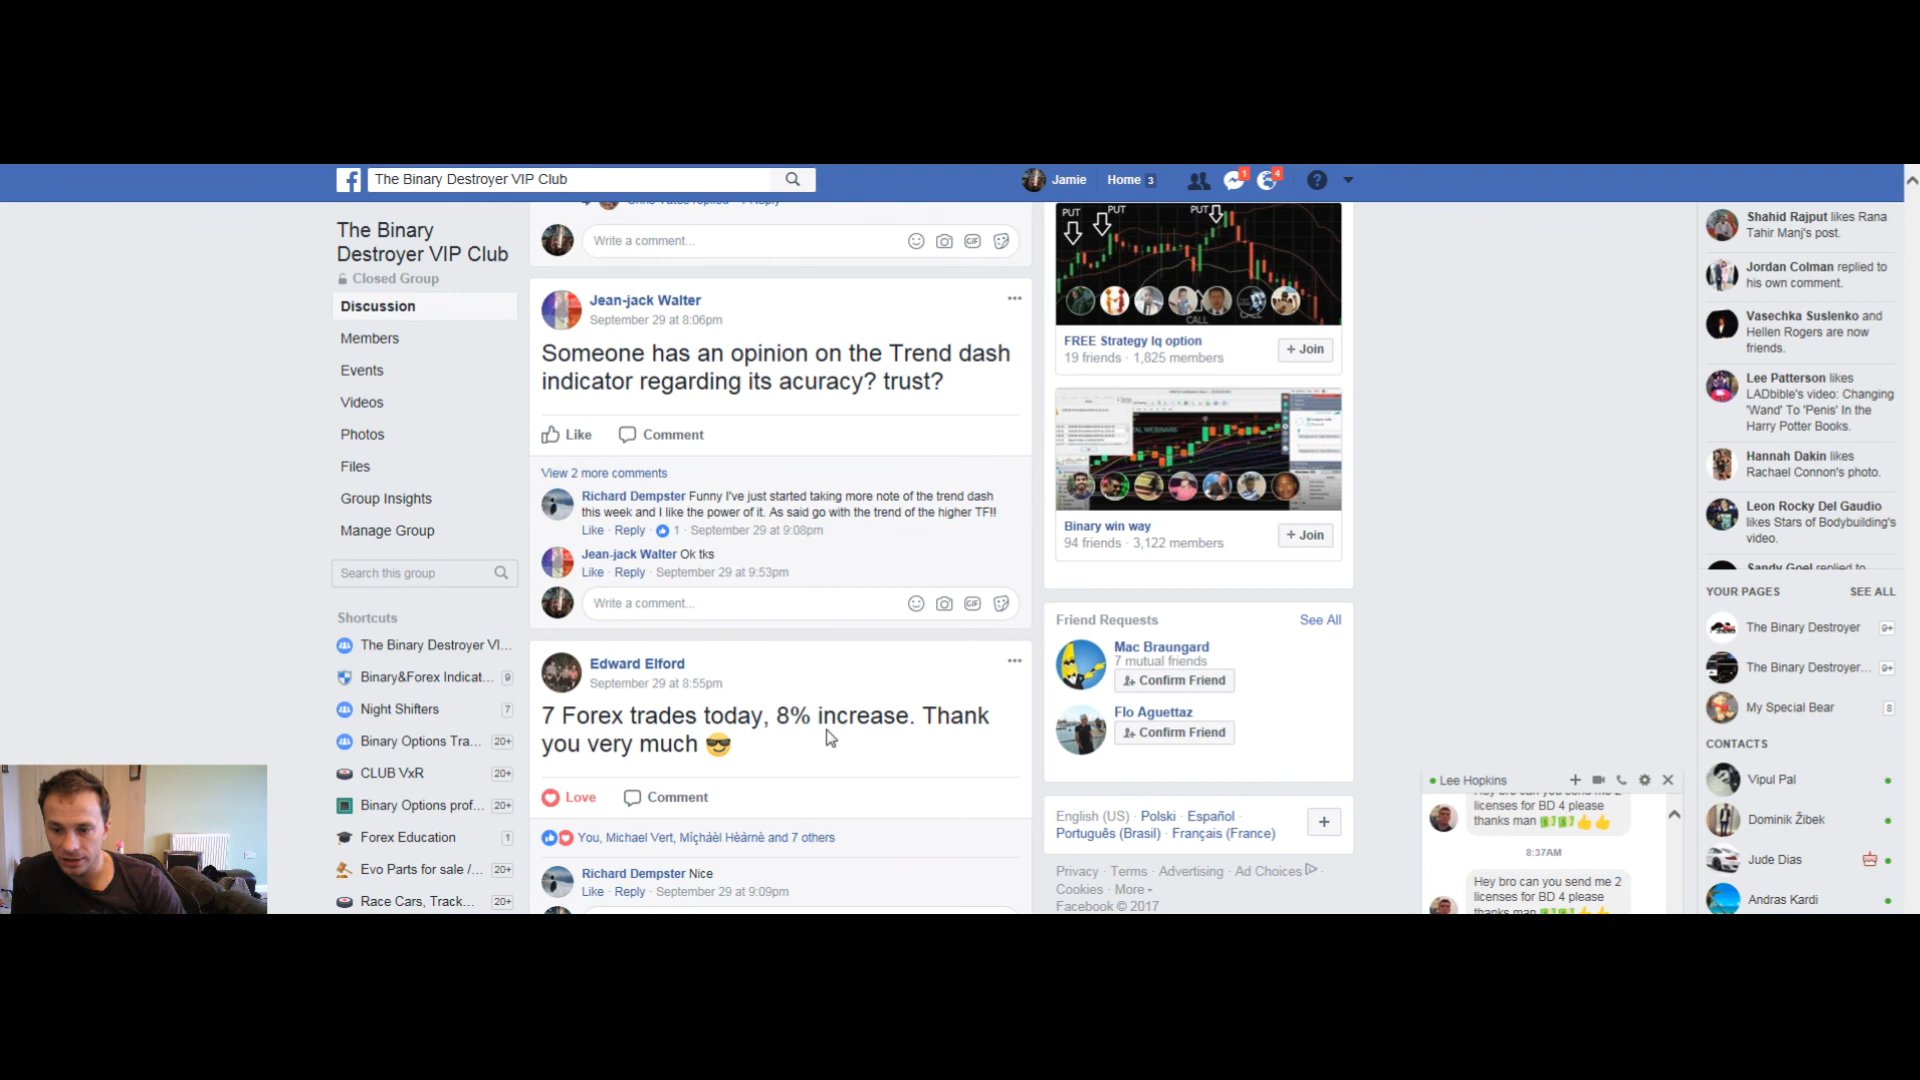 The Binary Destroyer VIP Club
Jamie
Home 3
1
4
The Binary
Destroyer VIP Club
Closed Group
Discussion
Members
Events
Videos
Photos
Files
Group Insights
Manage Group
Search this group
Shortcuts
The Binary Destroyer VI...
Binary&Forex Indicat... 9
Night Shifters 7
Binary Options Tra... 20+
CLUB VxR 20+
Binary Options prof... 20+
Forex Education 1
Evo Parts for sale /... 20+
Race Cars, Track... 20+
Write a comment...
GIF
Jean-jack Walter
September 29 at 8:06pm
Someone has an opinion on the Trend dash
indicator regarding its acuracy? trust?
Like Comment
View 2 more comments
Richard Dempster Funny I've just started taking more note of the trend dash
this week and I like the power of it. As said go with the trend of the higher TF!!
Like · Reply · 1 · September 29 at 9:08pm
Jean-jack Walter Ok tks
Like · Reply · September 29 at 9:53pm
Write a comment...
GIF
Edward Elford
September 29 at 8:55pm
7 Forex trades today, 8% increase. Thank
you very much 😎
Love Comment
You, Michael Vert, Mìçháèl Hèárnè and 7 others
Richard Dempster Nice
Like · Reply · September 29 at 9:09pm
PUT
PUT
PUT
CALL
FREE Strategy Iq option
19 friends · 1,825 members
+ Join
Binary win way
94 friends · 3,122 members
+ Join
Friend Requests
See All
Mac Braungard
7 mutual friends
Confirm Friend
Flo Aguettaz
Confirm Friend
English (US) · Polski · Español ·
Português (Brasil) · Français (France)
+
Privacy · Terms · Advertising · Ad Choices ·
Cookies · More
Facebook © 2017
Shahid Rajput likes Rana
Tahir Manj's post.
Jordan Colman replied to
his own comment.
Vasechka Suslenko and
Hellen Rogers are now
friends.
Lee Patterson likes
LADbible's video: Changing
'Wand' To 'Penis' In the
Harry Potter Books.
Hannah Dakin likes
Rachael Connon's photo.
Leon Rocky Del Gaudio
likes Stars of Bodybuilding's
video.
Sandy Goel replied to
YOUR PAGES
SEE ALL
The Binary Destroyer 9+
The Binary Destroyer... 9+
My Special Bear 8
CONTACTS
Vipul Pal
Dominik Žibek
Jude Dias
Andras Kardi
Lee Hopkins
Hey bro can you send me 2
licenses for BD 4 please
thanks man 💵💵👍👍
8:37AM
Hey bro can you send me 2
licenses for BD 4 please
thanks man